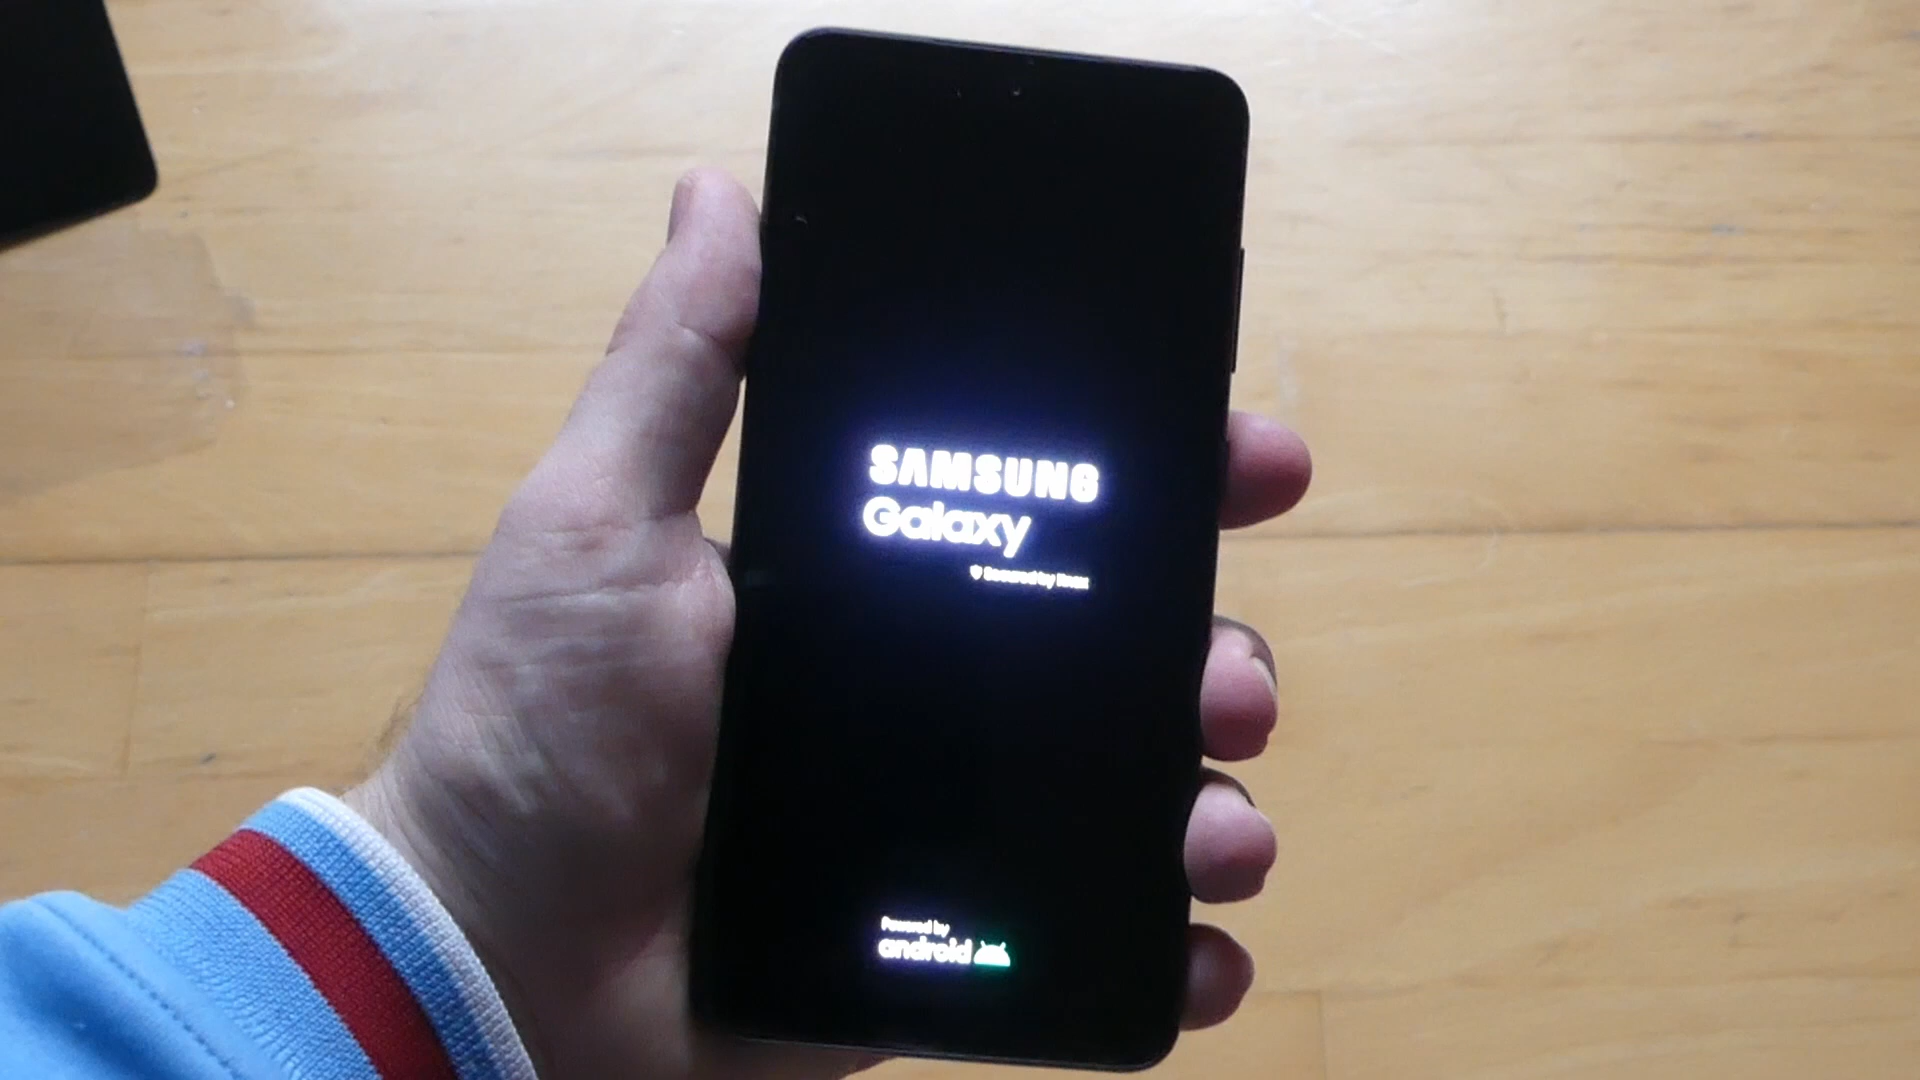 SAMSUNG
Galaxy
Secured by Knox
Powered by
android